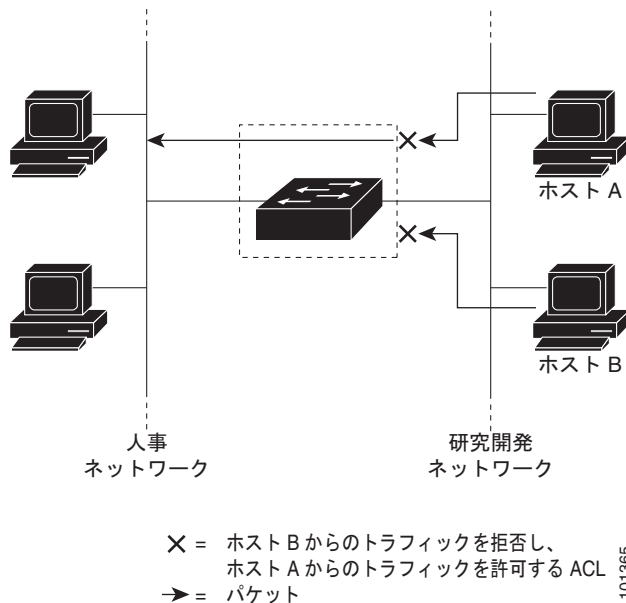 ホスト A
ホスト B
人事
ネットワーク
研究開発
ネットワーク
✕ = ホスト B からのトラフィックを拒否し、
ホスト A からのトラフィックを許可する ACL
➔ = パケット
101365